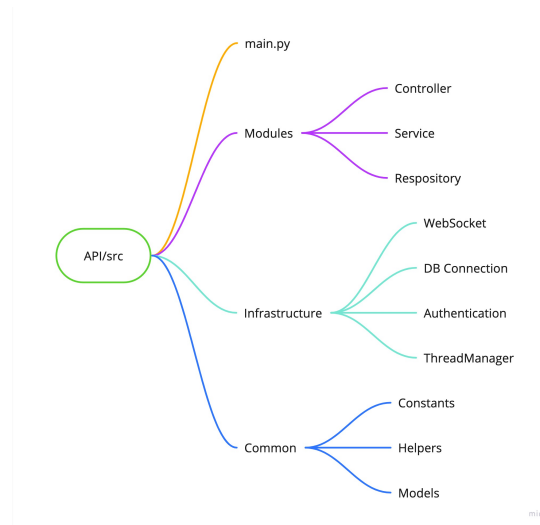 main.py
Controller
Modules
Service
Respository
WebSocket
API/src
DB Connection
Infrastructure
Authentication
ThreadManager
Constants
Common
Helpers
Models